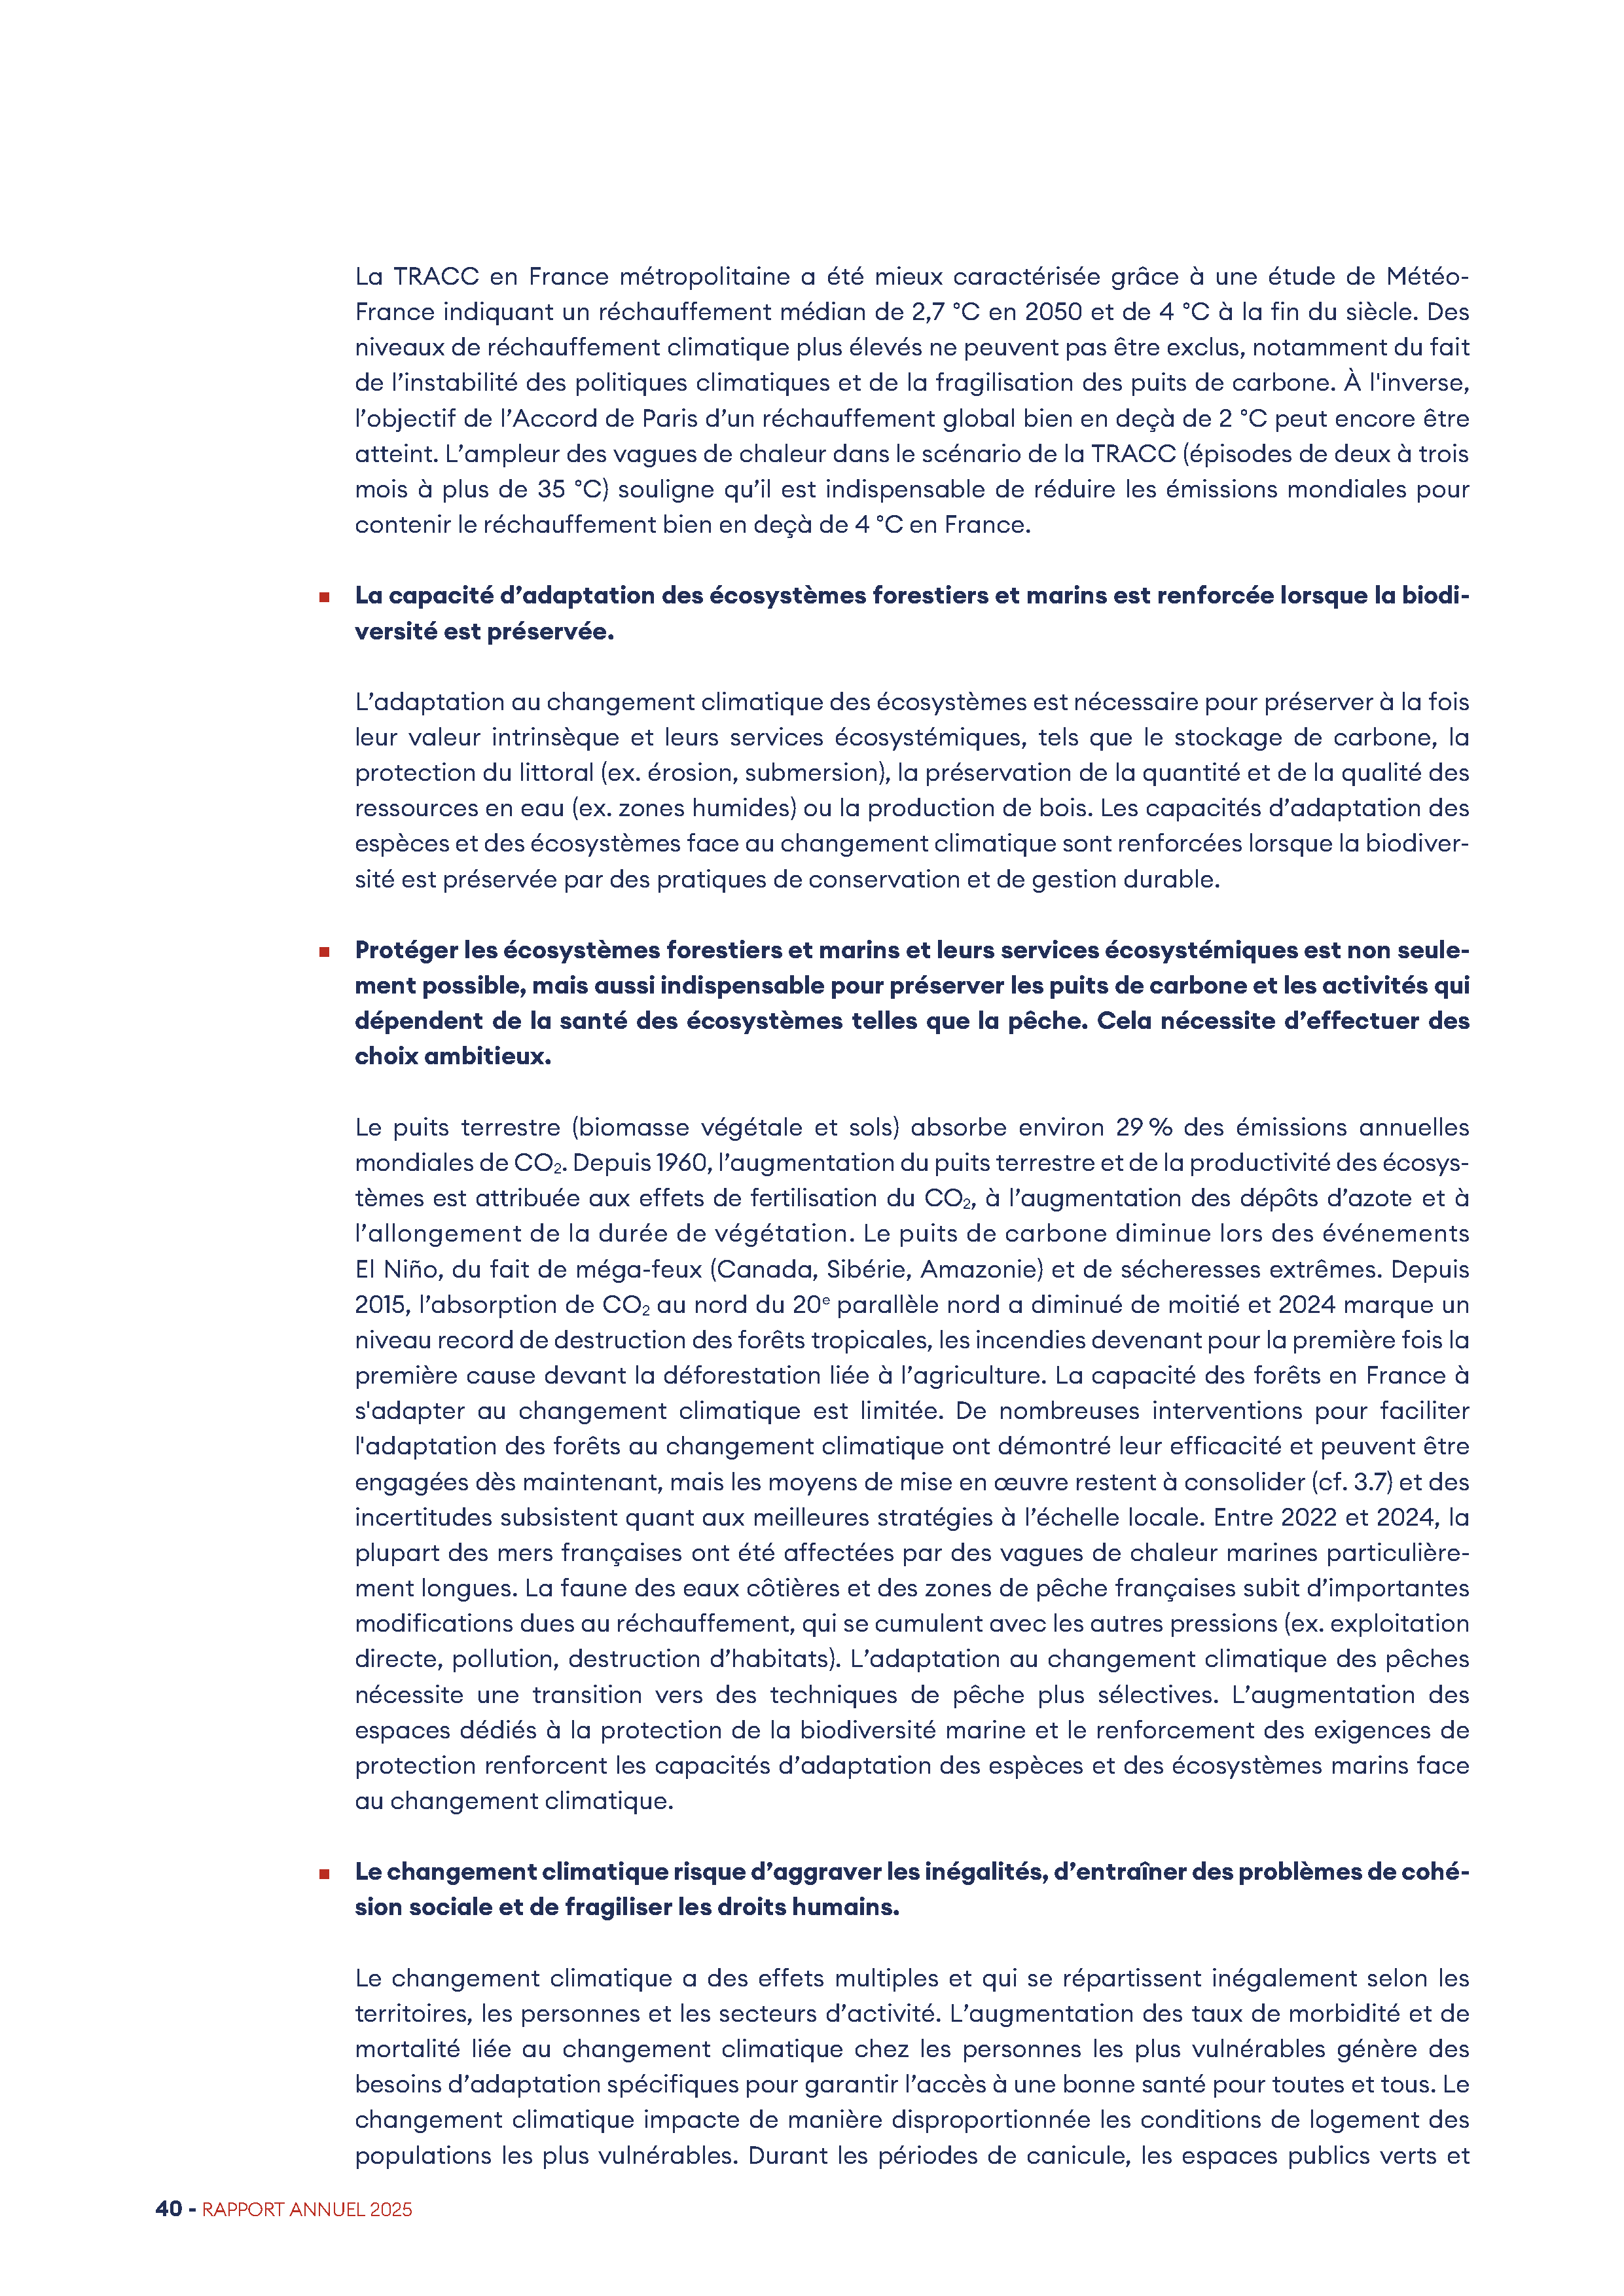 La TRACC en France métropolitaine a été mieux caractérisée grâce à une étude de Météo-
France indiquant un réchauffement médian de 2,7 °C en 2050 et de 4 °C à la fin du siècle. Des
niveaux de réchauffement climatique plus élevés ne peuvent pas être exclus, notamment du fait
de l’instabilité des politiques climatiques et de la fragilisation des puits de carbone. À l'inverse,
l’objectif de l’Accord de Paris d’un réchauffement global bien en deçà de 2 °C peut encore être
atteint. L’ampleur des vagues de chaleur dans le scénario de la TRACC (épisodes de deux à trois
mois à plus de 35 °C) souligne qu’il est indispensable de réduire les émissions mondiales pour
contenir le réchauffement bien en deçà de 4 °C en France.
▪ La capacité d’adaptation des écosystèmes forestiers et marins est renforcée lorsque la biodi-
versité est préservée.
L’adaptation au changement climatique des écosystèmes est nécessaire pour préserver à la fois
leur valeur intrinsèque et leurs services écosystémiques, tels que le stockage de carbone, la
protection du littoral (ex. érosion, submersion), la préservation de la quantité et de la qualité des
ressources en eau (ex. zones humides) ou la production de bois. Les capacités d’adaptation des
espèces et des écosystèmes face au changement climatique sont renforcées lorsque la biodiver-
sité est préservée par des pratiques de conservation et de gestion durable.
▪ Protéger les écosystèmes forestiers et marins et leurs services écosystémiques est non seule-
ment possible, mais aussi indispensable pour préserver les puits de carbone et les activités qui
dépendent de la santé des écosystèmes telles que la pêche. Cela nécessite d’effectuer des
choix ambitieux.
Le puits terrestre (biomasse végétale et sols) absorbe environ 29 % des émissions annuelles
mondiales de CO₂. Depuis 1960, l’augmentation du puits terrestre et de la productivité des écosys-
tèmes est attribuée aux effets de fertilisation du CO₂, à l’augmentation des dépôts d’azote et à
l’allongement de la durée de végétation. Le puits de carbone diminue lors des événements
El Niño, du fait de méga-feux (Canada, Sibérie, Amazonie) et de sécheresses extrêmes. Depuis
2015, l’absorption de CO₂ au nord du 20ᵉ parallèle nord a diminué de moitié et 2024 marque un
niveau record de destruction des forêts tropicales, les incendies devenant pour la première fois la
première cause devant la déforestation liée à l’agriculture. La capacité des forêts en France à
s'adapter au changement climatique est limitée. De nombreuses interventions pour faciliter
l'adaptation des forêts au changement climatique ont démontré leur efficacité et peuvent être
engagées dès maintenant, mais les moyens de mise en œuvre restent à consolider (cf. 3.7) et des
incertitudes subsistent quant aux meilleures stratégies à l’échelle locale. Entre 2022 et 2024, la
plupart des mers françaises ont été affectées par des vagues de chaleur marines particulière-
ment longues. La faune des eaux côtières et des zones de pêche françaises subit d’importantes
modifications dues au réchauffement, qui se cumulent avec les autres pressions (ex. exploitation
directe, pollution, destruction d’habitats). L’adaptation au changement climatique des pêches
nécessite une transition vers des techniques de pêche plus sélectives. L’augmentation des
espaces dédiés à la protection de la biodiversité marine et le renforcement des exigences de
protection renforcent les capacités d’adaptation des espèces et des écosystèmes marins face
au changement climatique.
▪ Le changement climatique risque d’aggraver les inégalités, d’entraîner des problèmes de cohé-
sion sociale et de fragiliser les droits humains.
Le changement climatique a des effets multiples et qui se répartissent inégalement selon les
territoires, les personnes et les secteurs d’activité. L’augmentation des taux de morbidité et de
mortalité liée au changement climatique chez les personnes les plus vulnérables génère des
besoins d’adaptation spécifiques pour garantir l’accès à une bonne santé pour toutes et tous. Le
changement climatique impacte de manière disproportionnée les conditions de logement des
populations les plus vulnérables. Durant les périodes de canicule, les espaces publics verts et
40 - RAPPORT ANNUEL 2025